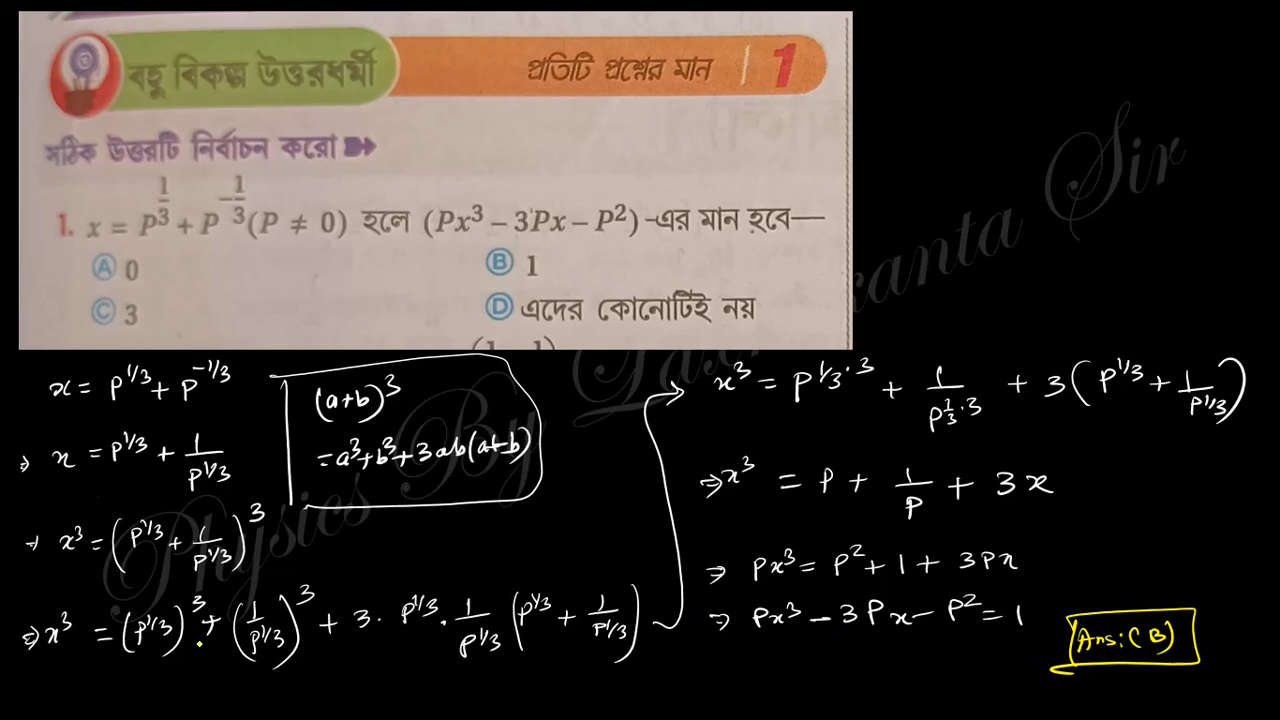 বহু বিকল্প উত্তরধর্মী প্রতিটি প্রশ্নের মান 1
সঠিক উত্তরটি নির্বাচন করো
1. x = P^{1/3} + P^{-1/3} (P ≠ 0) হলে (Px³ – 3Px – P²)-এর মান হবে—
Ⓐ 0 Ⓑ 1
Ⓒ 3 Ⓓ এদের কোনোটিই নয়
x = P^{1/3} + P^{-1/3}
⇒ x = P^{1/3} + 1/P^{1/3}
⇒ x³ = (P^{1/3} + 1/P^{1/3})³
⇒ x³ = (P^{1/3})³ + (1/P^{1/3})³ + 3. P^{1/3} . 1/P^{1/3} (P^{1/3} + 1/P^{1/3})
(a+b)³
= a³+b³+3ab(a+b)
x³ = P^{1/3·3} + 1/P^{1/3·3} + 3(P^{1/3} + 1/P^{1/3})
⇒ x³ = P + 1/P + 3x
⇒ Px³ = P² + 1 + 3Px
⇒ Px³ – 3Px – P² = 1
Ans: (B)
Physics By
kanta Sir